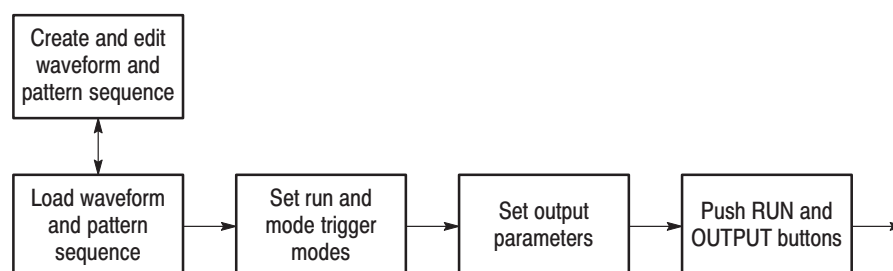 Create and edit
waveform and
pattern sequence
Load waveform
and pattern
sequence
Set run and
mode trigger
modes
Set output
parameters
Push RUN and
OUTPUT buttons